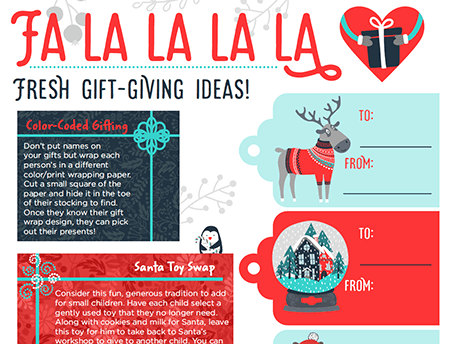 FA LA LA LA LA
FRESH GIFT-GIVING IDEAS!
Color-Coded Gifting
Don't put names on
your gifts but wrap each
person's in a different
color/print wrapping paper.
Cut a small square of the
paper and hide it in the toe
of their stocking to find.
Once they know their gift
wrap design, they can pick
out their presents!
TO:
FROM:
Santa Toy Swap
Consider this fun, generous tradition to add
for small children. Have each child select a
gently used toy that they no longer need.
Along with cookies and milk for Santa, leave
this toy for him to take back to Santa's
workshop to give to another child. You can
TO:
FROM: